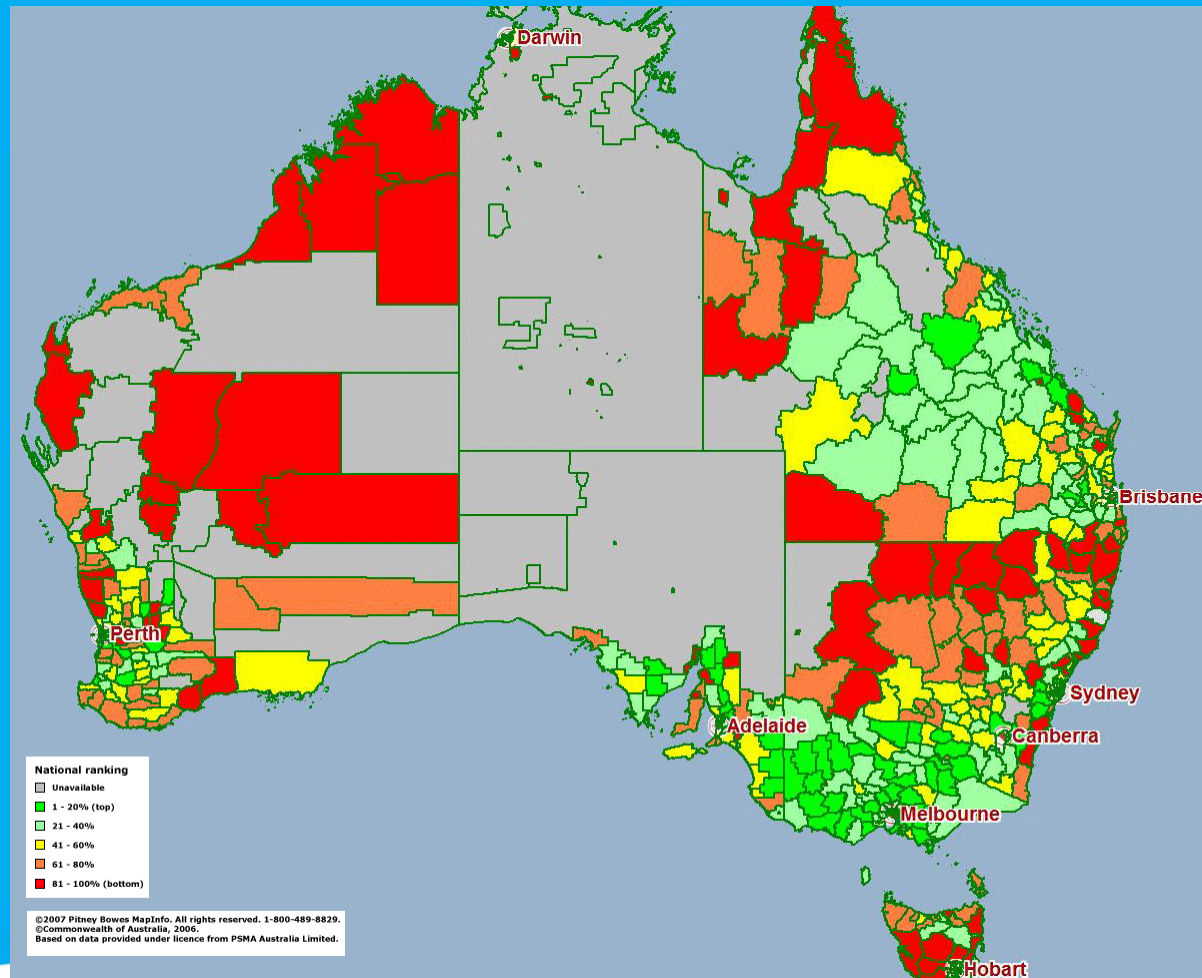 Darwin
Brisbane
Perth
Sydney
Adelaide
Canberra
Melbourne
Hobart
National ranking
Unavailable
1 - 20% (top)
21 - 40%
41 - 60%
61 - 80%
81 - 100% (bottom)
©2007 Pitney Bowes MapInfo. All rights reserved. 1-800-489-8829.
©Commonwealth of Australia, 2006.
Based on data provided under licence from PSMA Australia Limited.